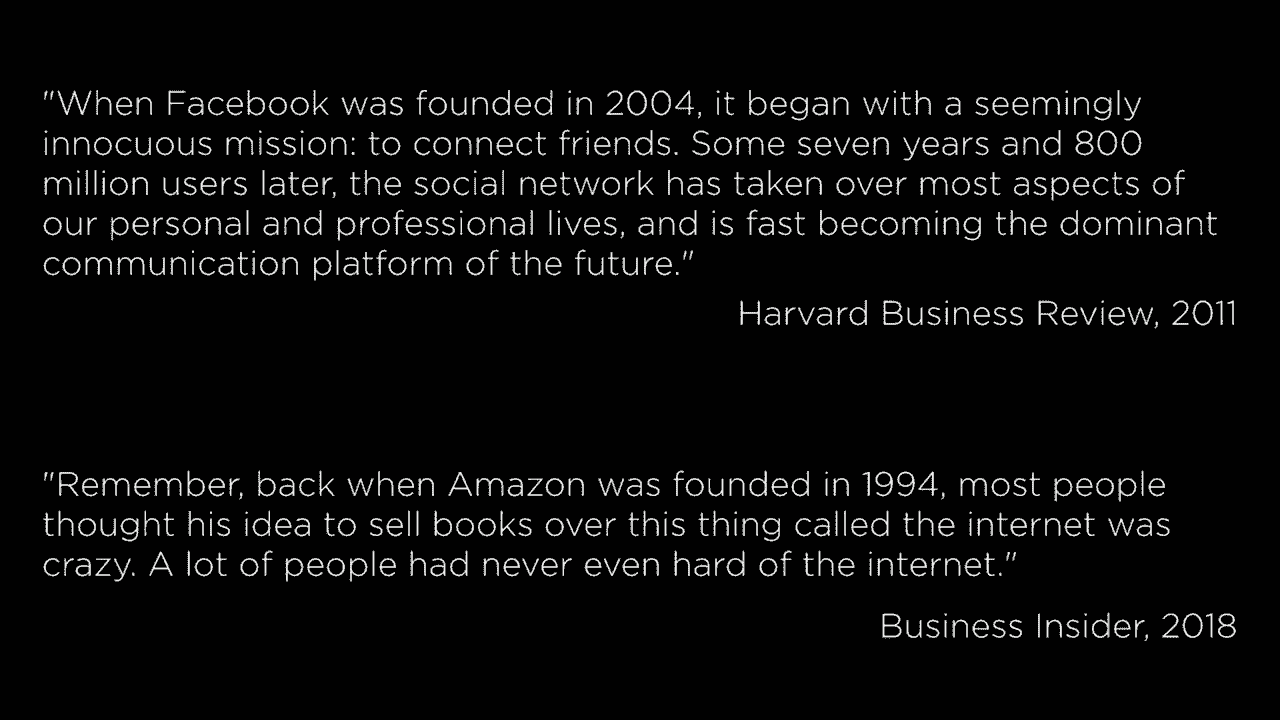 "When Facebook was founded in 2004, it began with a seemingly
innocuous mission: to connect friends. Some seven years and 800
million users later, the social network has taken over most aspects of
our personal and professional lives, and is fast becoming the dominant
communication platform of the future."
Harvard Business Review, 2011
"Remember, back when Amazon was founded in 1994, most people
thought his idea to sell books over this thing called the internet was
crazy. A lot of people had never even hard of the internet."
Business Insider, 2018